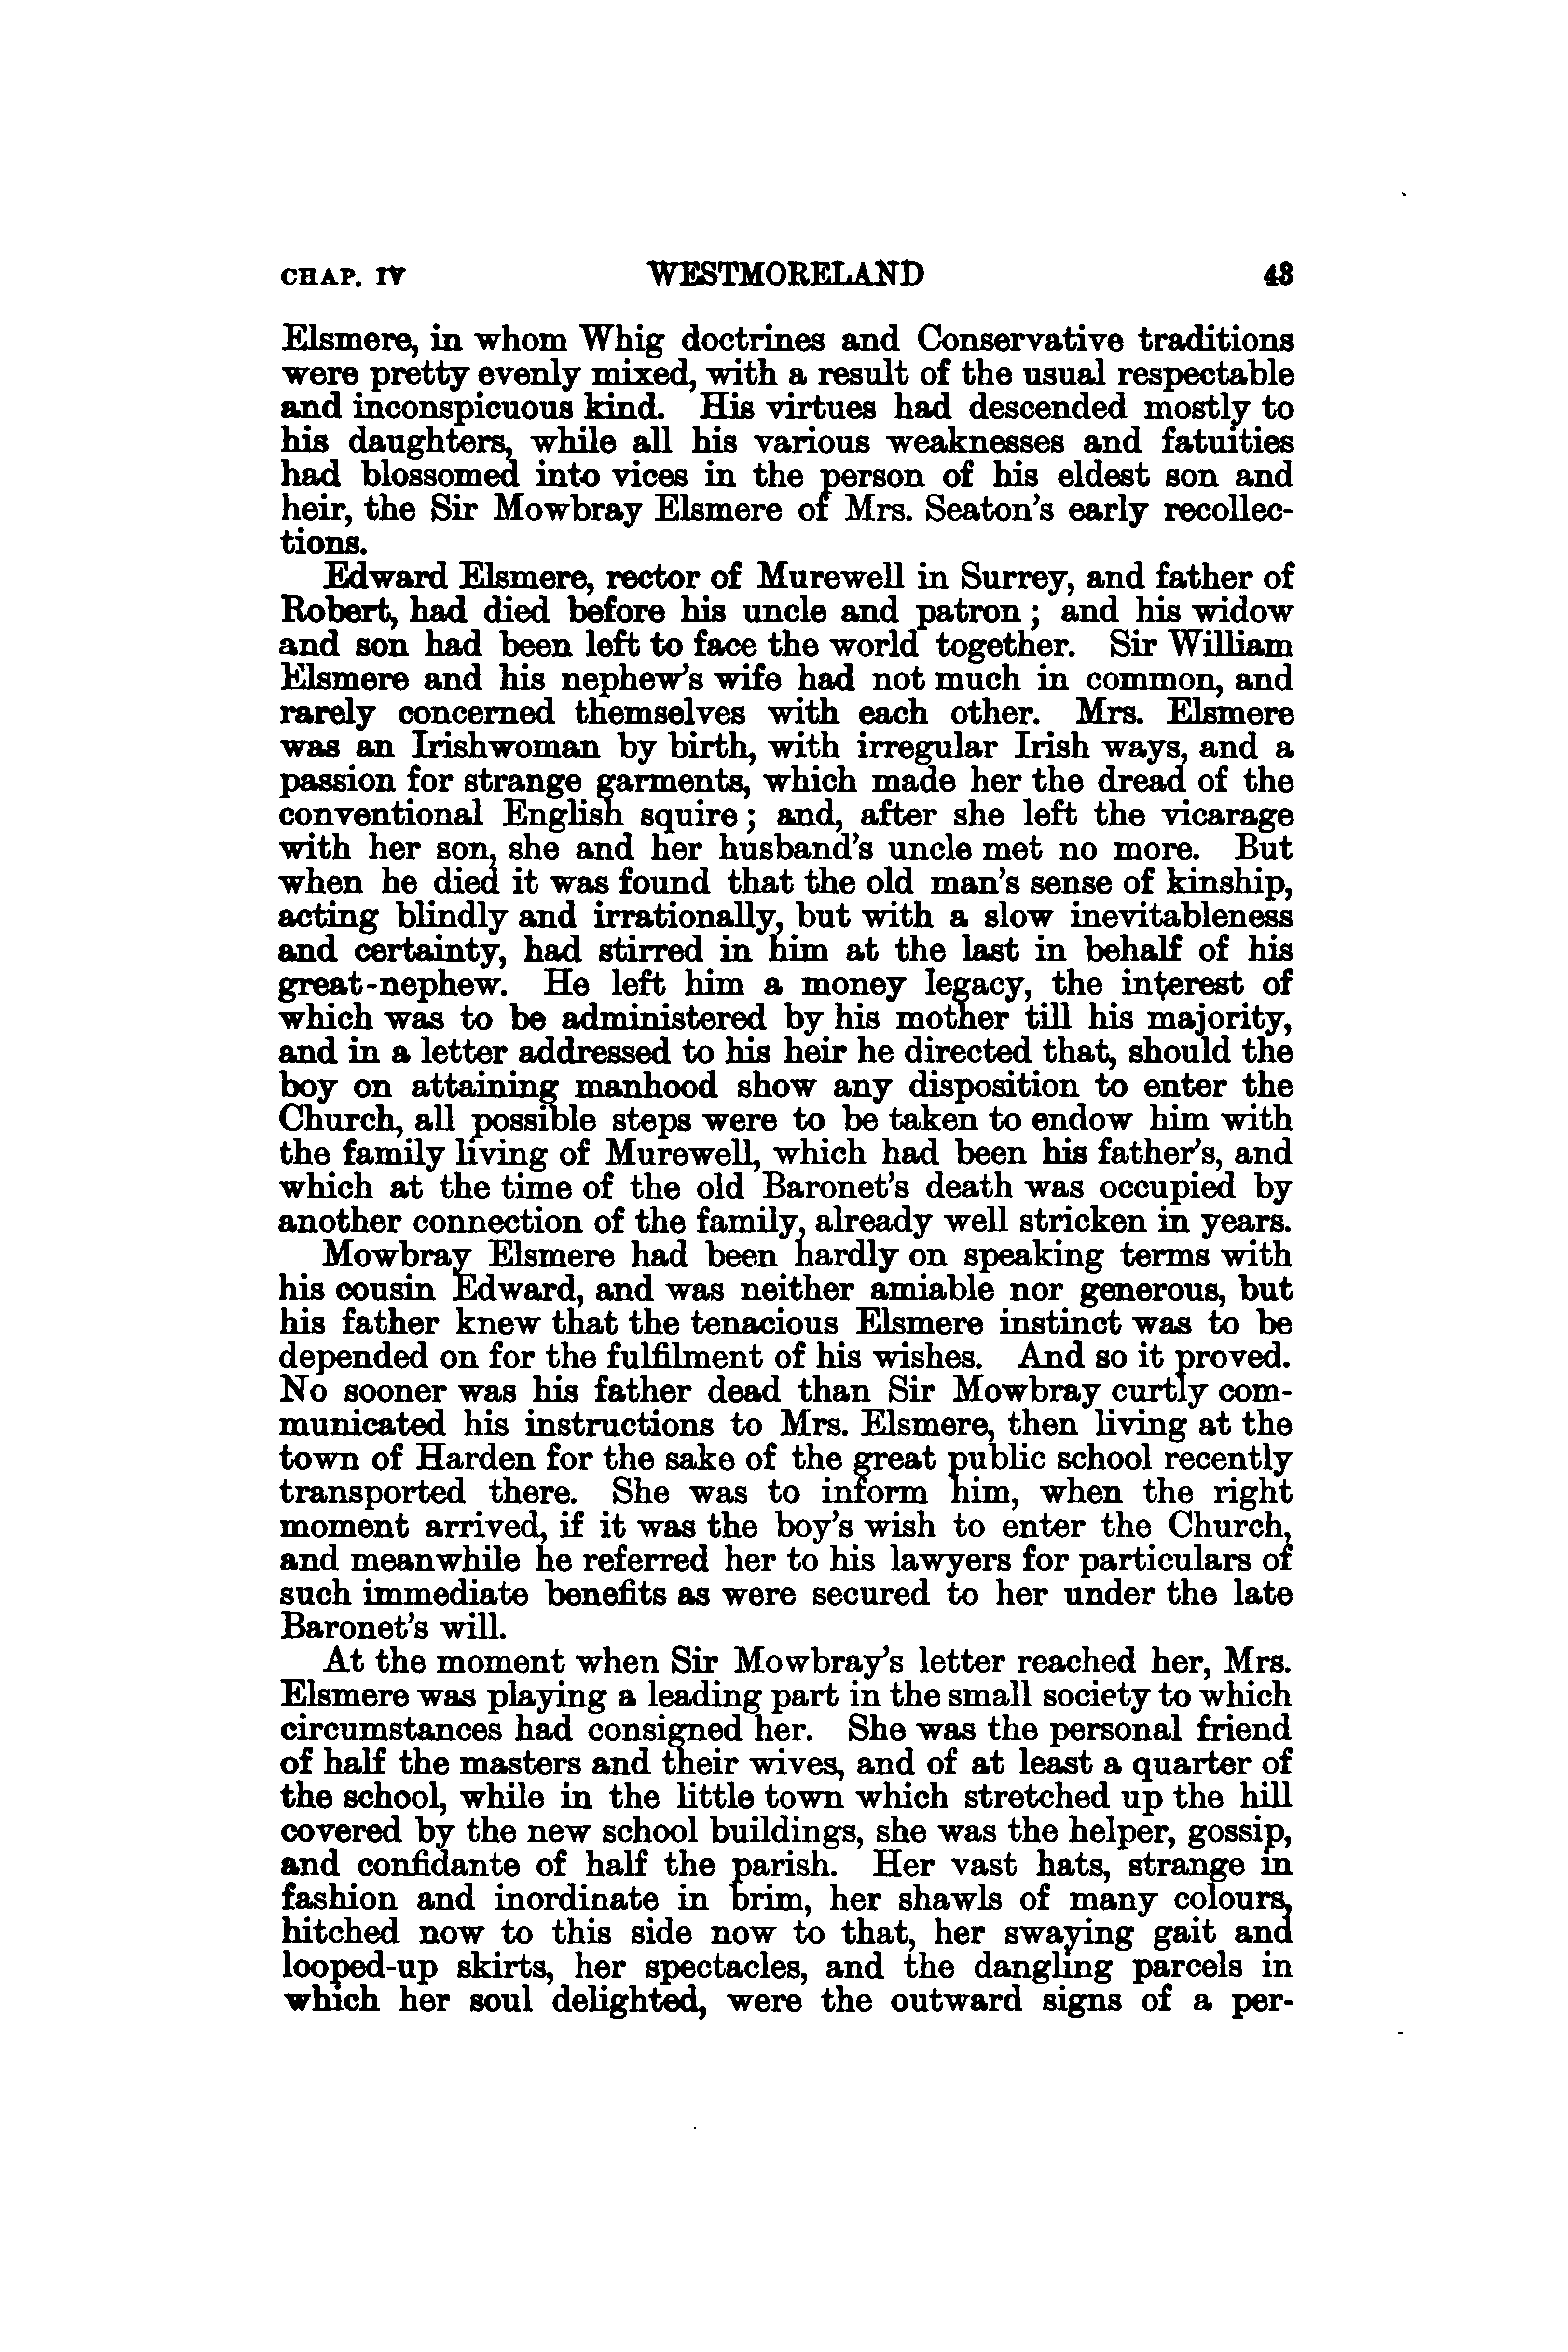 CHAP. IV WESTMORELAND 43
Elsmere, in whom Whig doctrines and Conservative traditions
were pretty evenly mixed, with a result of the usual respectable
and inconspicuous kind. His virtues had descended mostly to
his daughters, while all his various weaknesses and fatuities
had blossomed into vices in the person of his eldest son and
heir, the Sir Mowbray Elsmere of Mrs. Seaton's early recollec-
tions.
Edward Elsmere, rector of Murewell in Surrey, and father of
Robert, had died before his uncle and patron; and his widow
and son had been left to face the world together. Sir William
Elsmere and his nephew's wife had not much in common, and
rarely concerned themselves with each other. Mrs. Elsmere
was an Irishwoman by birth, with irregular Irish ways, and a
passion for strange garments, which made her the dread of the
conventional English squire; and, after she left the vicarage
with her son, she and her husband's uncle met no more. But
when he died it was found that the old man's sense of kinship,
acting blindly and irrationally, but with a slow inevitableness
and certainty, had stirred in him at the last in behalf of his
great-nephew. He left him a money legacy, the interest of
which was to be administered by his mother till his majority,
and in a letter addressed to his heir he directed that, should the
boy on attaining manhood show any disposition to enter the
Church, all possible steps were to be taken to endow him with
the family living of Murewell, which had been his father's, and
which at the time of the old Baronet's death was occupied by
another connection of the family, already well stricken in years.
Mowbray Elsmere had been hardly on speaking terms with
his cousin Edward, and was neither amiable nor generous, but
his father knew that the tenacious Elsmere instinct was to be
depended on for the fulfilment of his wishes. And so it proved.
No sooner was his father dead than Sir Mowbray curtly com-
municated his instructions to Mrs. Elsmere, then living at the
town of Harden for the sake of the great public school recently
transported there. She was to inform him, when the right
moment arrived, if it was the boy's wish to enter the Church,
and meanwhile he referred her to his lawyers for particulars of
such immediate benefits as were secured to her under the late
Baronet's will.
At the moment when Sir Mowbray's letter reached her, Mrs.
Elsmere was playing a leading part in the small society to which
circumstances had consigned her. She was the personal friend
of half the masters and their wives, and of at least a quarter of
the school, while in the little town which stretched up the hill
covered by the new school buildings, she was the helper, gossip,
and confidante of half the parish. Her vast hats, strange in
fashion and inordinate in brim, her shawls of many colours,
hitched now to this side now to that, her swaying gait and
looped-up skirts, her spectacles, and the dangling parcels in
which her soul delighted, were the outward signs of a per-